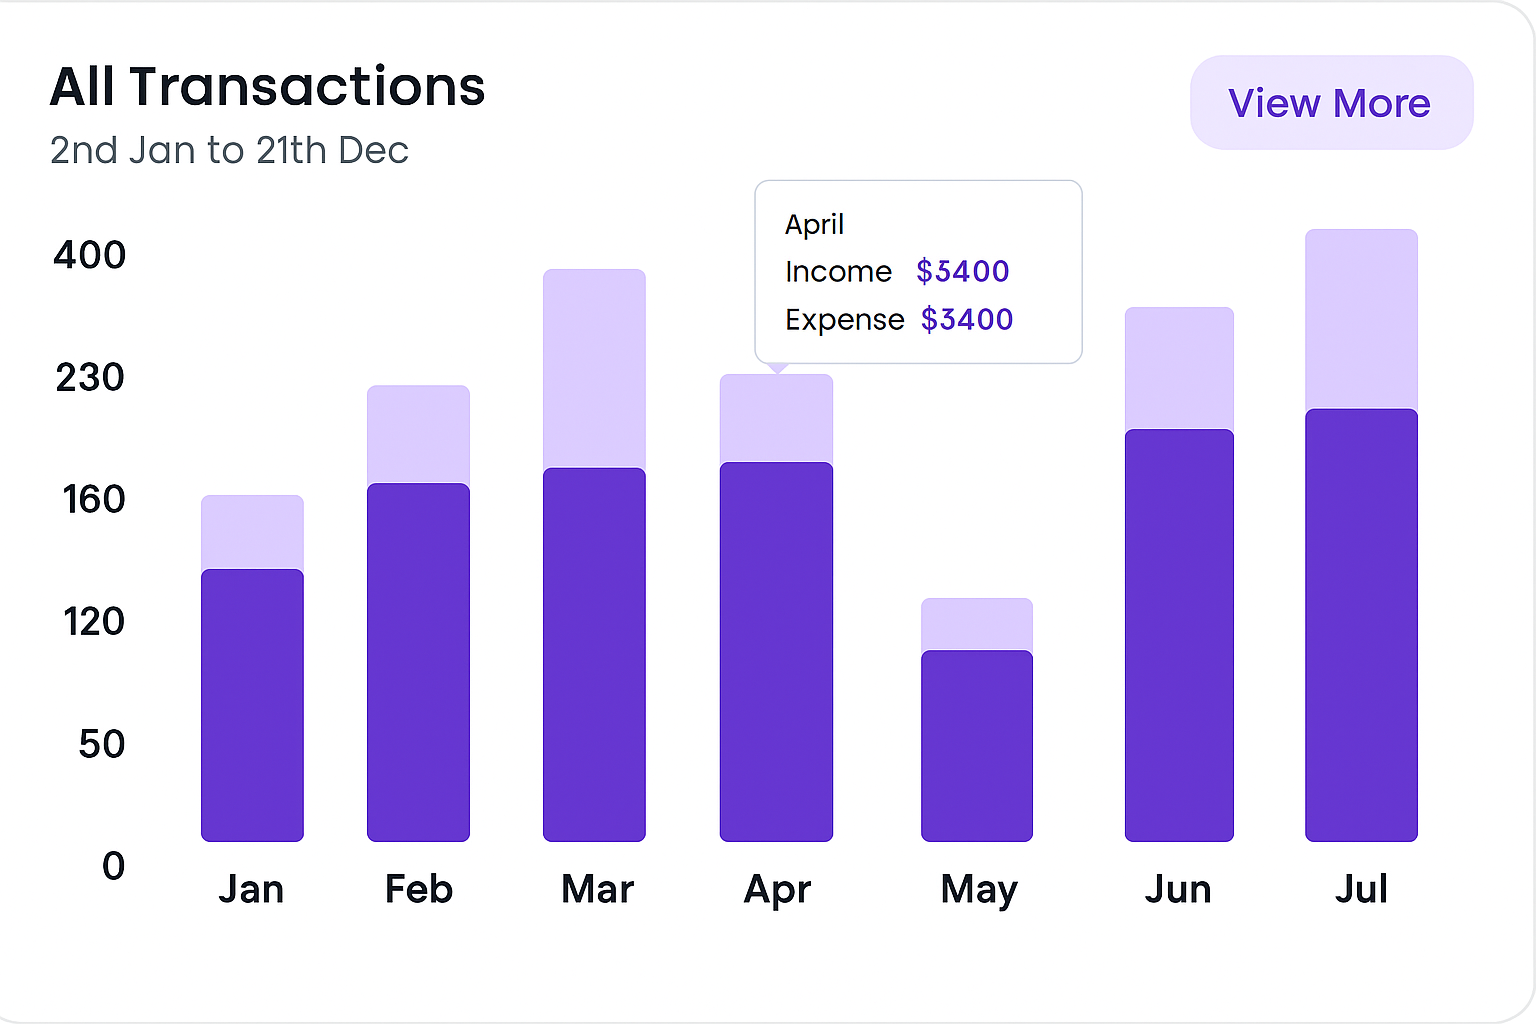 All Transactions
2nd Jan to 21th Dec
View More
April
Income $3400
Expense $3400
400
230
160
120
50
0
Jan Feb Mar Apr May Jun Jul